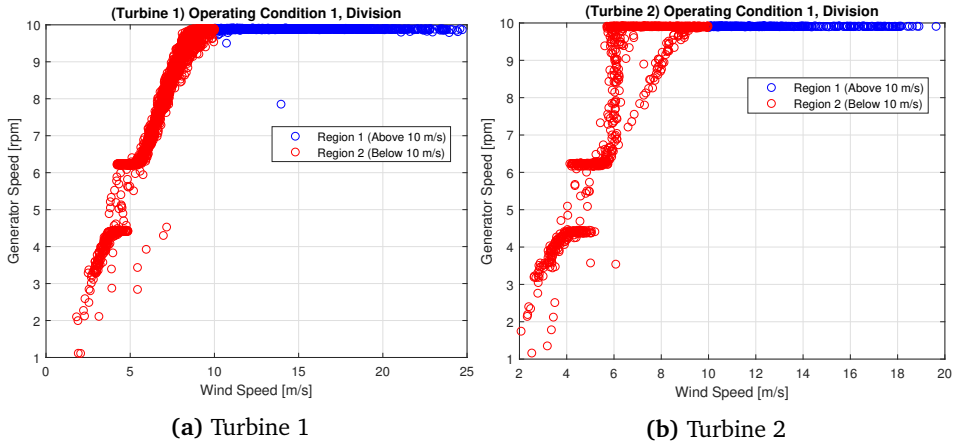 (Turbine 1) Operating Condition 1, Division
10
9
8
7
6
5
4
3
2
1
Generator Speed [rpm]
Region 1 (Above 10 m/s)
Region 2 (Below 10 m/s)
0 5 10 15 20 25
Wind Speed [m/s]
(a) Turbine 1
(Turbine 2) Operating Condition 1, Division
10
9
8
7
6
5
4
3
2
1
Generator Speed [rpm]
Region 1 (Above 10 m/s)
Region 2 (Below 10 m/s)
2 4 6 8 10 12 14 16 18 20
Wind Speed [m/s]
(b) Turbine 2